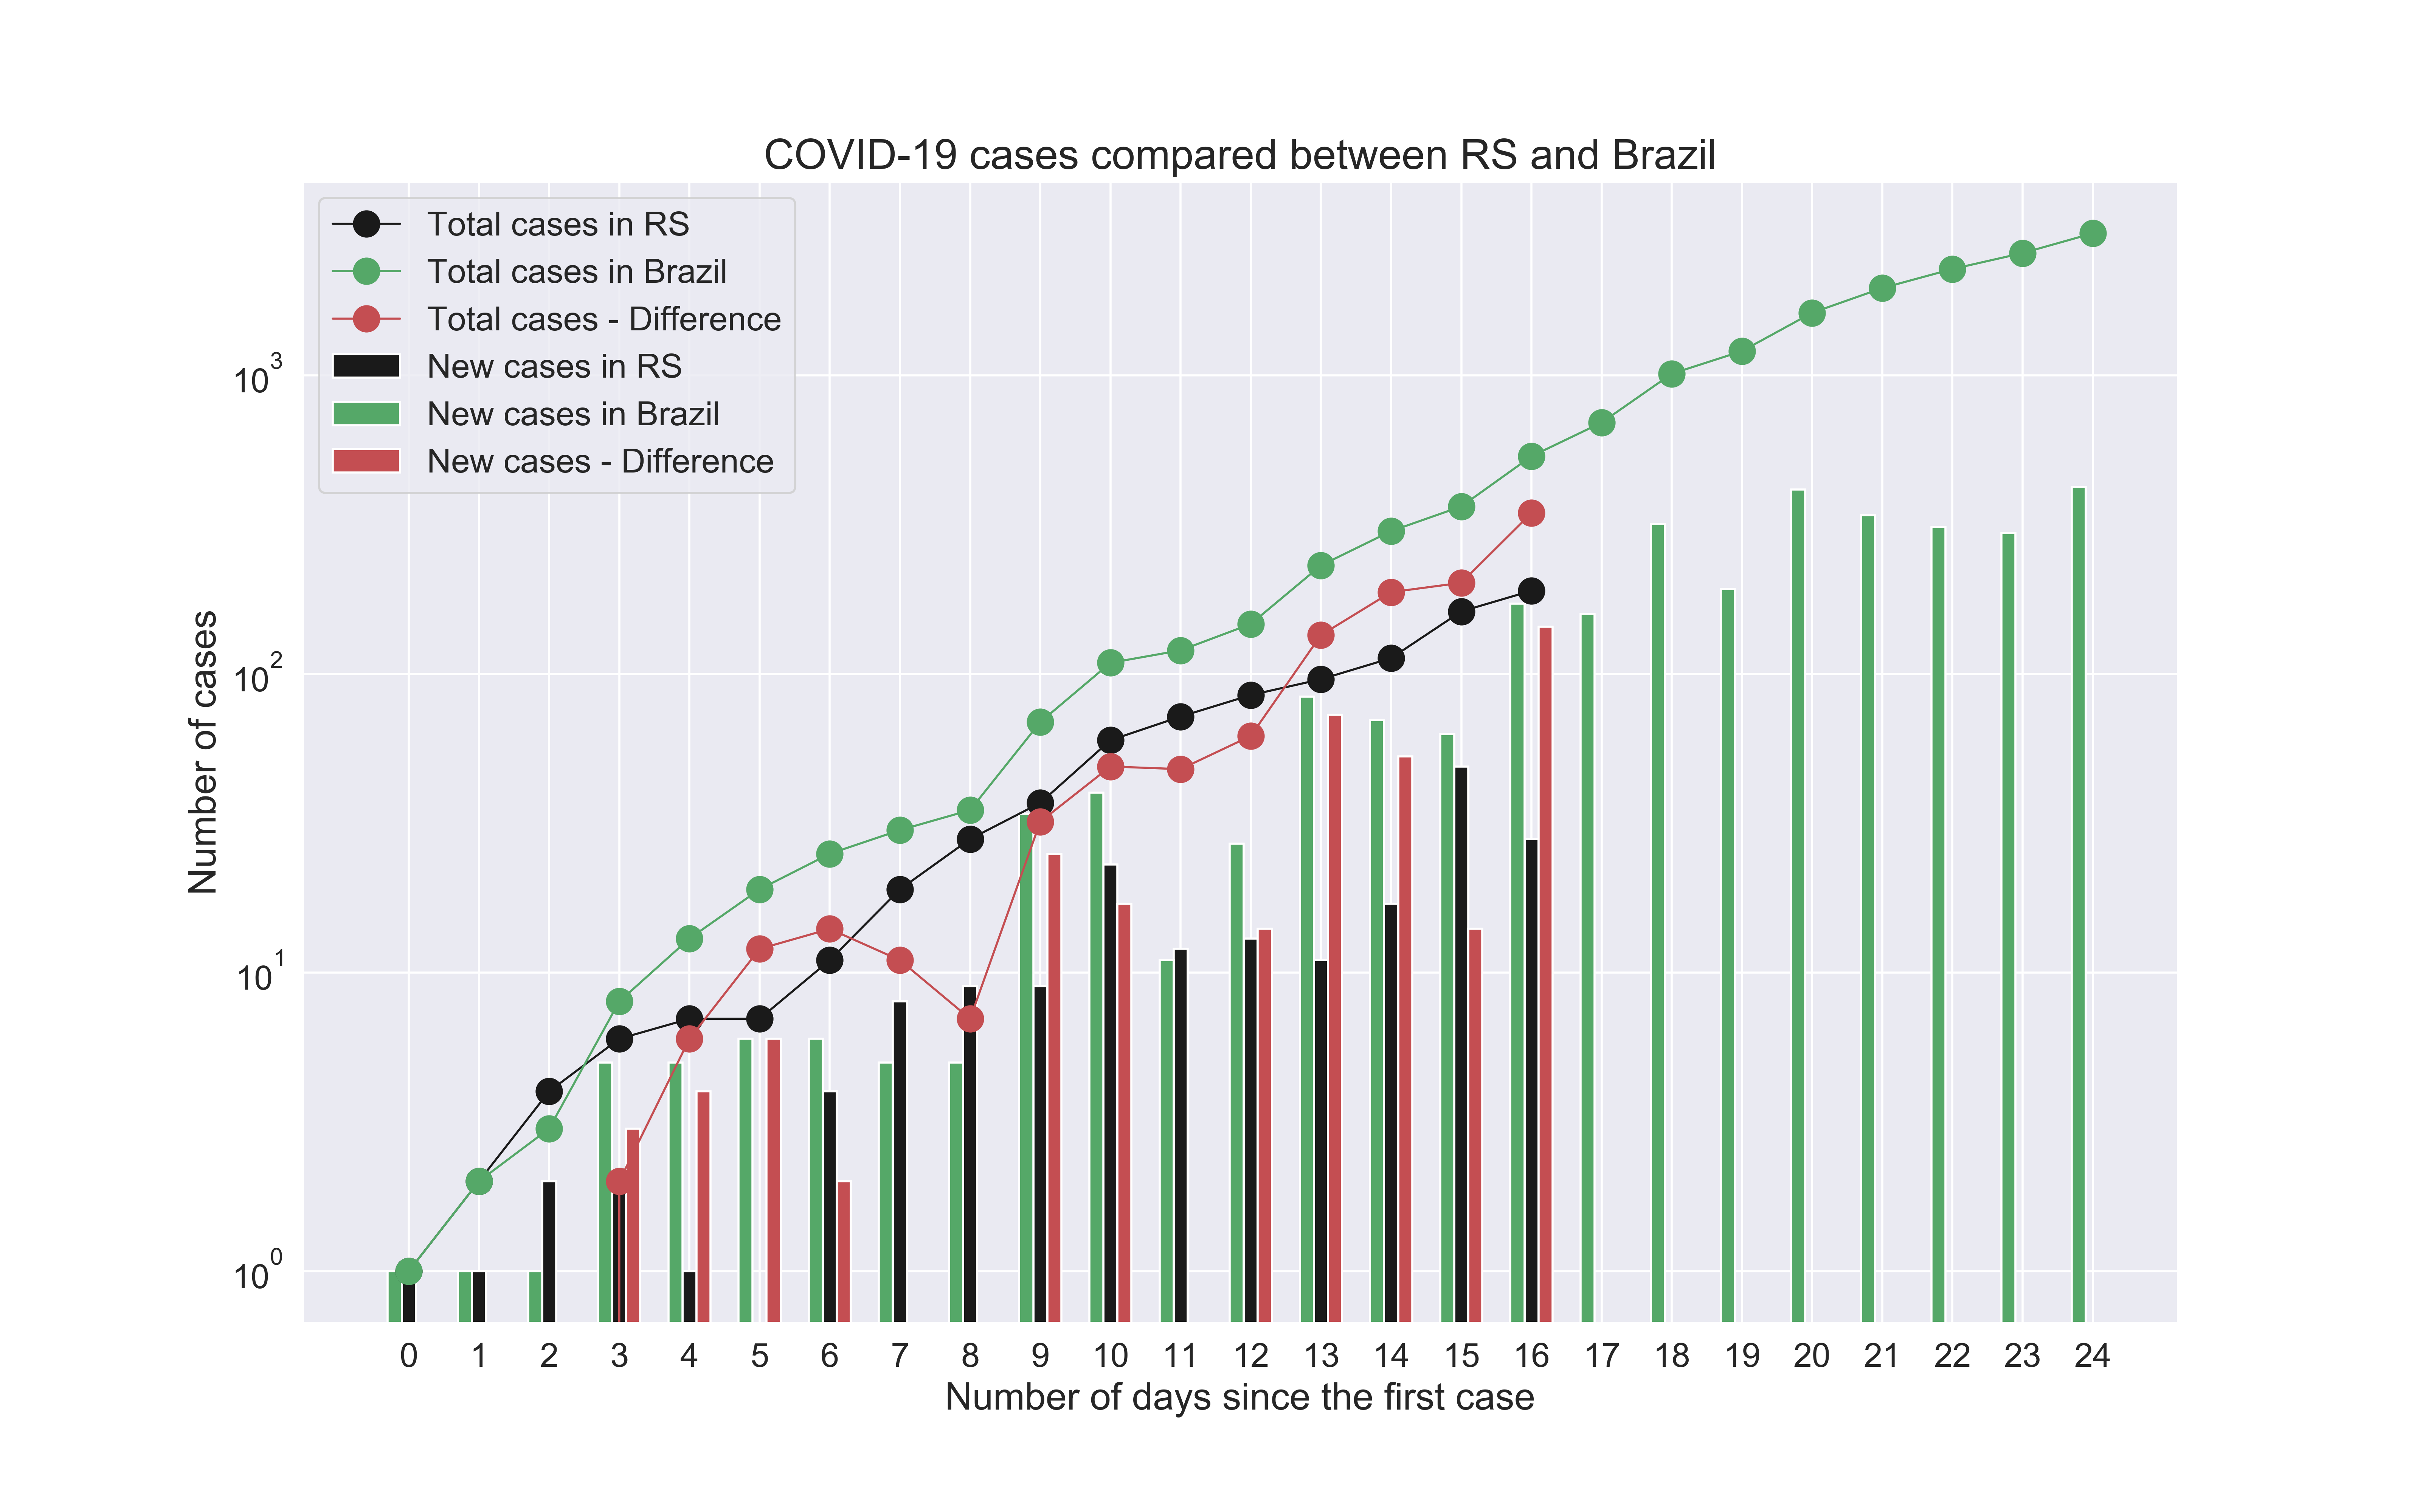 COVID-19 cases compared between RS and Brazil
Total cases in RS
Total cases in Brazil
Total cases - Difference
New cases in RS
New cases in Brazil
New cases - Difference
Number of cases
10^3
10^2
10^1
10^0
0 1 2 3 4 5 6 7 8 9 10 11 12 13 14 15 16 17 18 19 20 21 22 23 24
Number of days since the first case